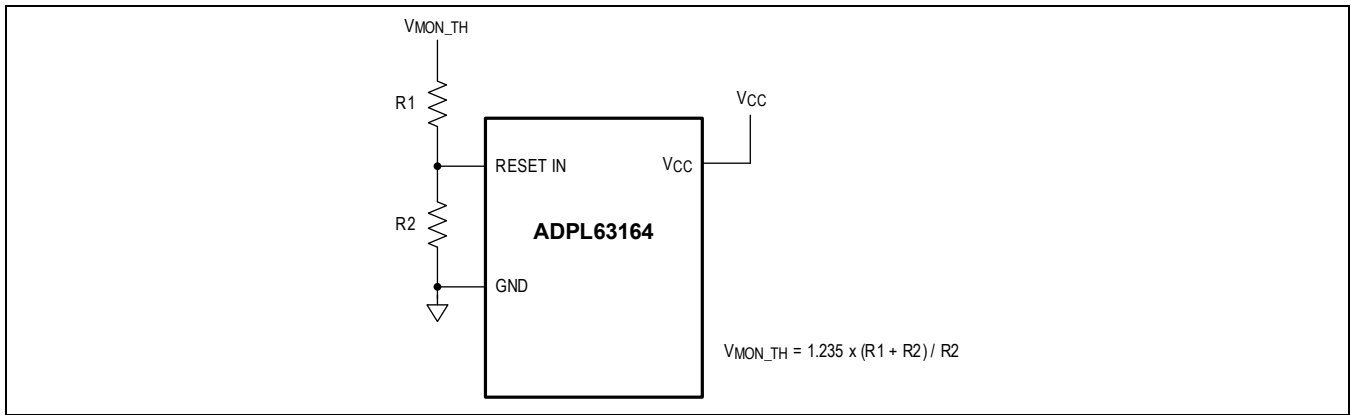 VMON_TH
R1
VCC
RESET IN
VCC
R2
ADPL63164
GND
VMON_TH = 1.235 x (R1 + R2) / R2